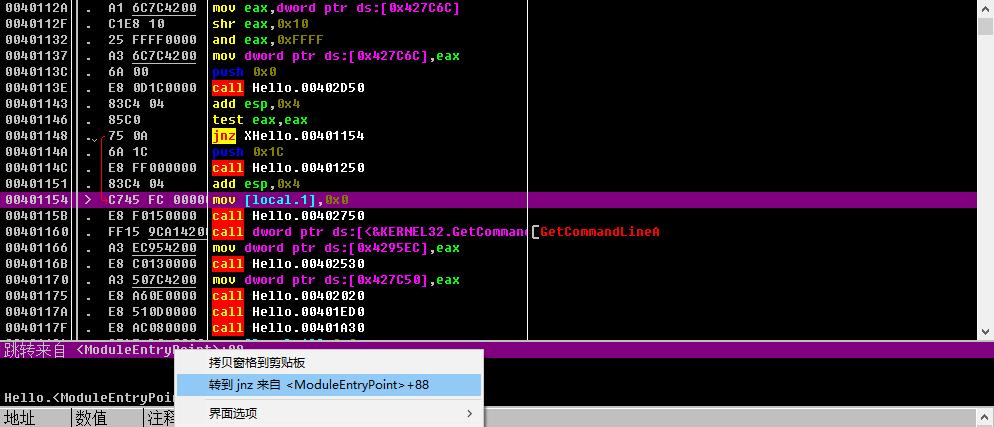 0040112A . A1 6C7C4200 mov eax,dword ptr ds:[0x427C6C]
0040112F . C1E8 10 shr eax,0x10
00401132 . 25 FFFF0000 and eax,0xFFFF
00401137 . A3 6C7C4200 mov dword ptr ds:[0x427C6C],eax
0040113C . 6A 00 push 0x0
0040113E . E8 0D1C0000 call Hello.00402D50
00401143 . 83C4 04 add esp,0x4
00401146 . 85C0 test eax,eax
00401148 . 75 0A jnz XHello.00401154
0040114A . 6A 1C push 0x1C
0040114C . E8 FF000000 call Hello.00401250
00401151 . 83C4 04 add esp,0x4
00401154 > C745 FC 0000 mov [local.1],0x0
0040115B . E8 F0150000 call Hello.00402750
00401160 . FF15 9CA14200 call dword ptr ds:[<&KERNEL32.GetComman [GetCommandLineA
00401166 . A3 EC954200 mov dword ptr ds:[0x4295EC],eax
0040116B . E8 C0130000 call Hello.00402530
00401170 . A3 507C4200 mov dword ptr ds:[0x427C50],eax
00401175 . E8 A60E0000 call Hello.00402020
0040117A . E8 510D0000 call Hello.00401ED0
0040117F . E8 AC080000 call Hello.00401A30
跳转来自 <ModuleEntryPoint>+88
拷贝窗格到剪贴板
转到 jnz 来自 <ModuleEntryPoint>+88
Hello.<ModuleEntryPoi
界面选项
地址 数值 注释